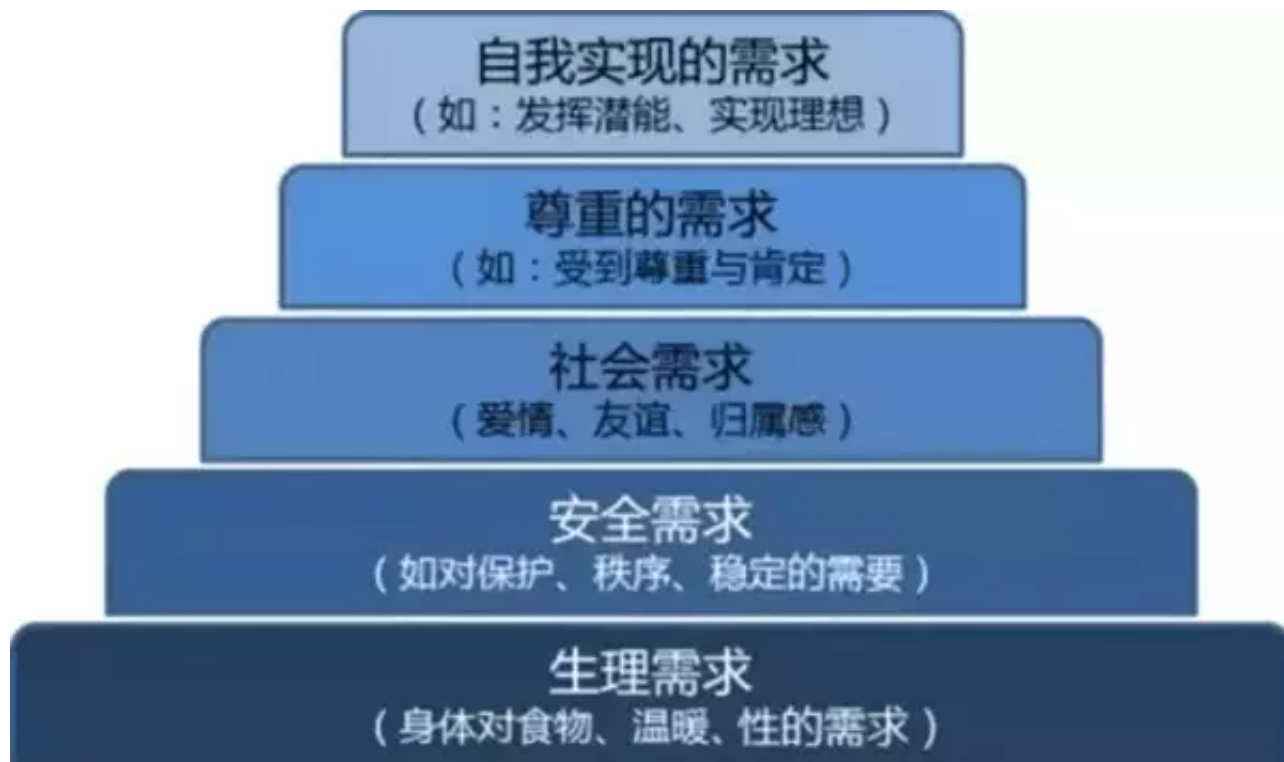 自我实现的需求
（如：发挥潜能、实现理想）
尊重的需求
（如：受到尊重与肯定）
社会需求
（爱情、友谊、归属感）
安全需求
（如对保护、秩序、稳定的需要）
生理需求
（身体对食物、温暖、性的需求）